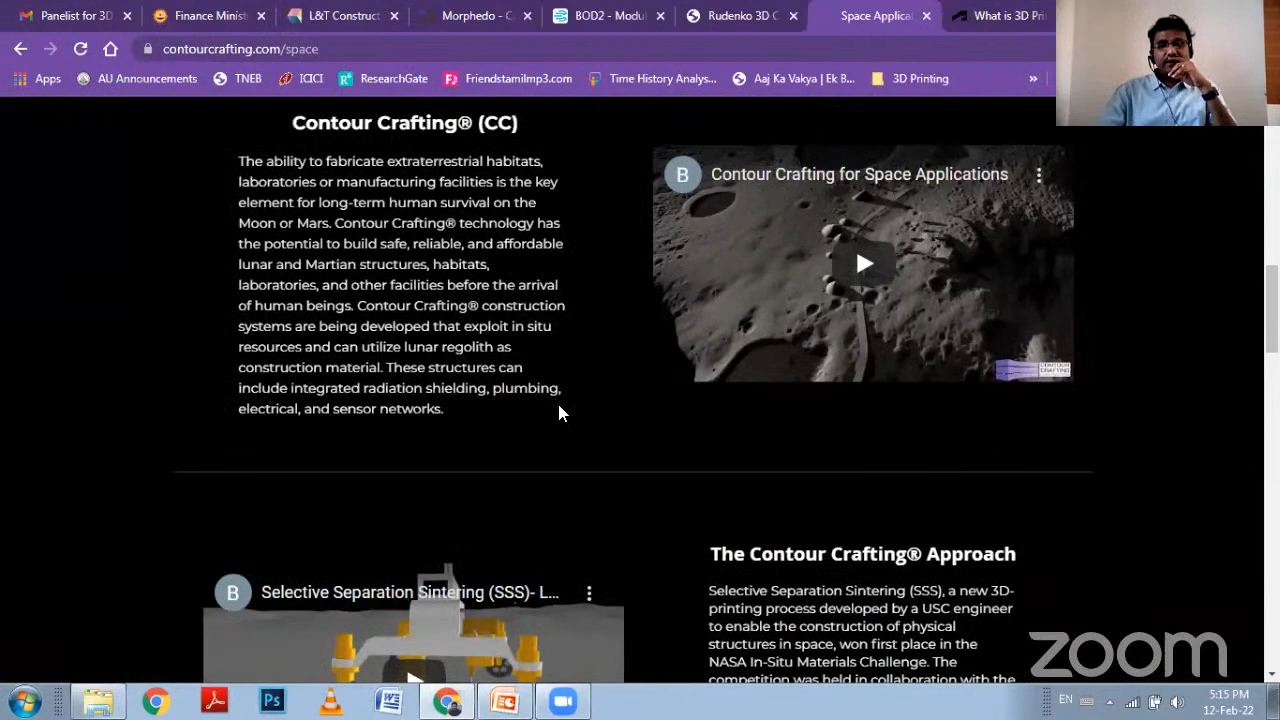 Panelist for 3D
Finance Minist
L&T Construct
Morphedo - C
BOD2 - Modul
Rudenko 3D C
Space Applicat
What is 3D Pri
contourcrafting.com/space
Apps
AU Announcements
TNEB
ICICI
ResearchGate
Friendstamilmp3.com
Time History Analys...
Aaj Ka Vakya | Ek B...
3D Printing
»
Contour Crafting® (CC)
The ability to fabricate extraterrestrial habitats,
laboratories or manufacturing facilities is the key
element for long-term human survival on the
Moon or Mars. Contour Crafting® technology has
the potential to build safe, reliable, and affordable
lunar and Martian structures, habitats,
laboratories, and other facilities before the arrival
of human beings. Contour Crafting® construction
systems are being developed that exploit in situ
resources and can utilize lunar regolith as
construction material. These structures can
include integrated radiation shielding, plumbing,
electrical, and sensor networks.
B
Contour Crafting for Space Applications
CONTOUR
CRAFTING
B
Selective Separation Sintering (SSS)- L...
The Contour Crafting® Approach
Selective Separation Sintering (SSS), a new 3D-
printing process developed by a USC engineer
to enable the construction of physical
structures in space, won first place in the
NASA In-Situ Materials Challenge. The
competition was held in collaboration with the
zoom
EN
5:15 PM
12-Feb-22